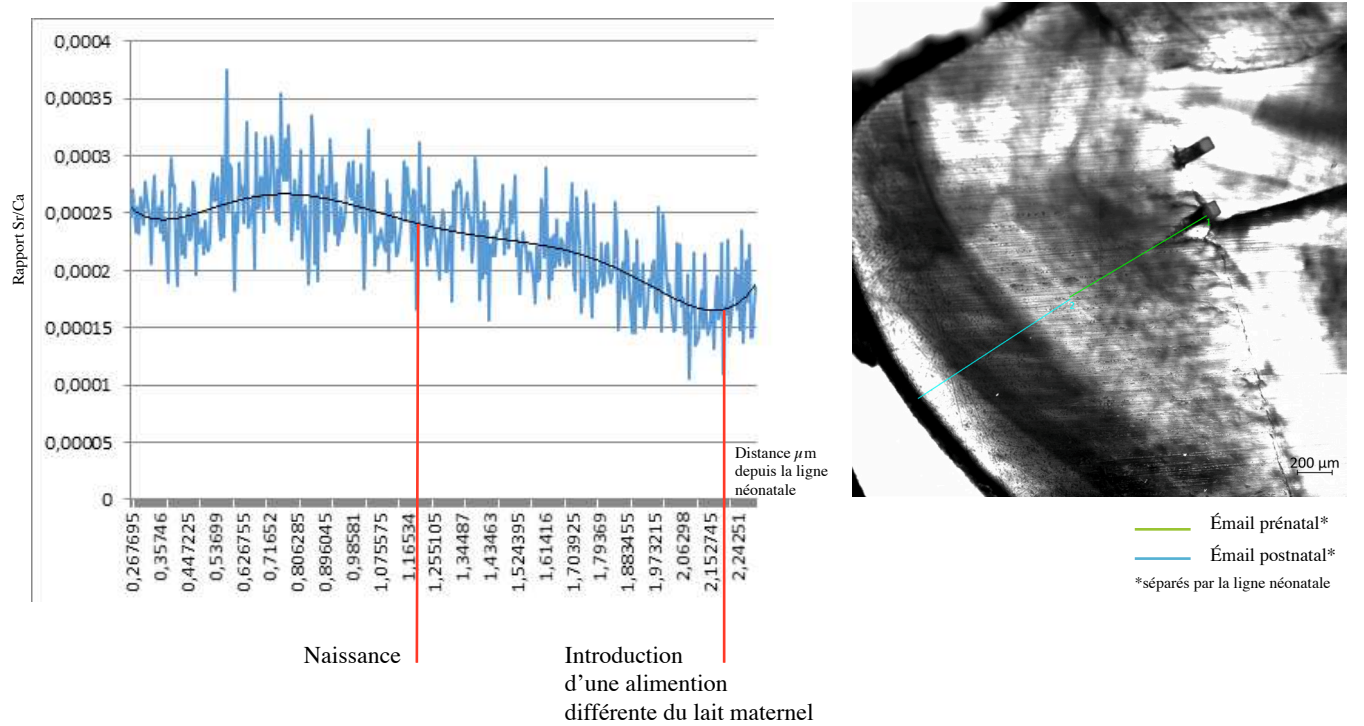 0,0004
0,00035
0,0003
0,00025
0,0002
0,00015
0,0001
0,00005
0
Rapport Sr/Ca
0,267695
0,35746
0,447225
0,53699
0,626755
0,71652
0,806285
0,896045
0,98581
1,075575
1,16534
1,255105
1,344487
1,434463
1,524395
1,61416
1,703925
1,79369
1,883455
1,973215
2,06298
2,152745
2,24251
Distance µm
depuis la ligne
néonatale
Naissance
Introduction
d’une alimention
différente du lait maternel
1
2
200 µm
Émail prénatal*
Émail postnatal*
*séparés par la ligne néonatale